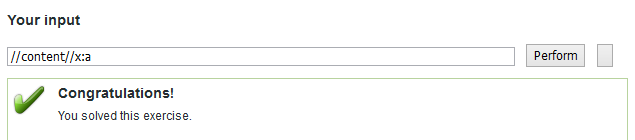 Your input
//content//x:a Perform
Congratulations!
You solved this exercise.